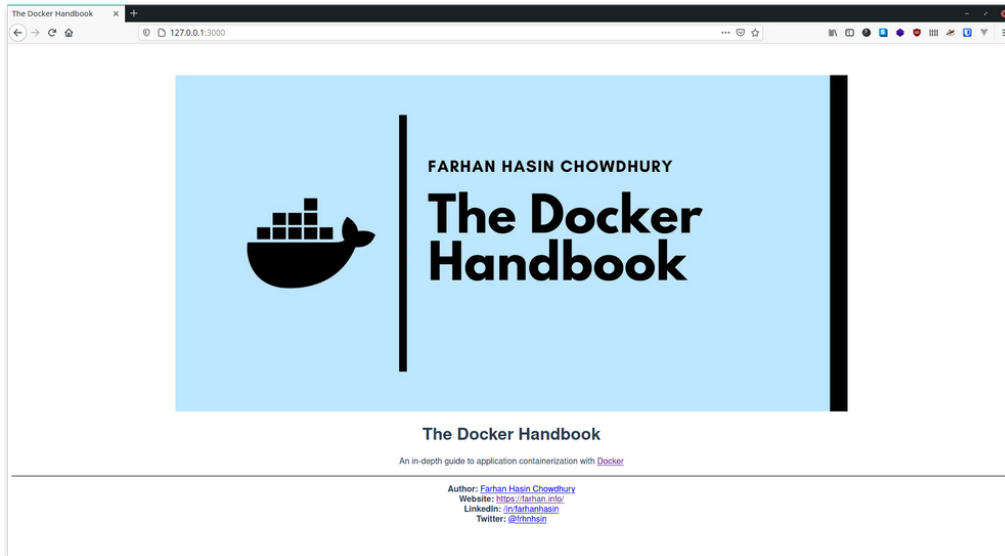 The Docker Handbook
127.0.0.1:3000
FARHAN HASIN CHOWDHURY
The Docker
Handbook
The Docker Handbook
An in-depth guide to application containerization with Docker
Author: Farhan Hasin Chowdhury
Website: https://farhan.info/
LinkedIn: /in/farhanhasin
Twitter: @frhnhsin